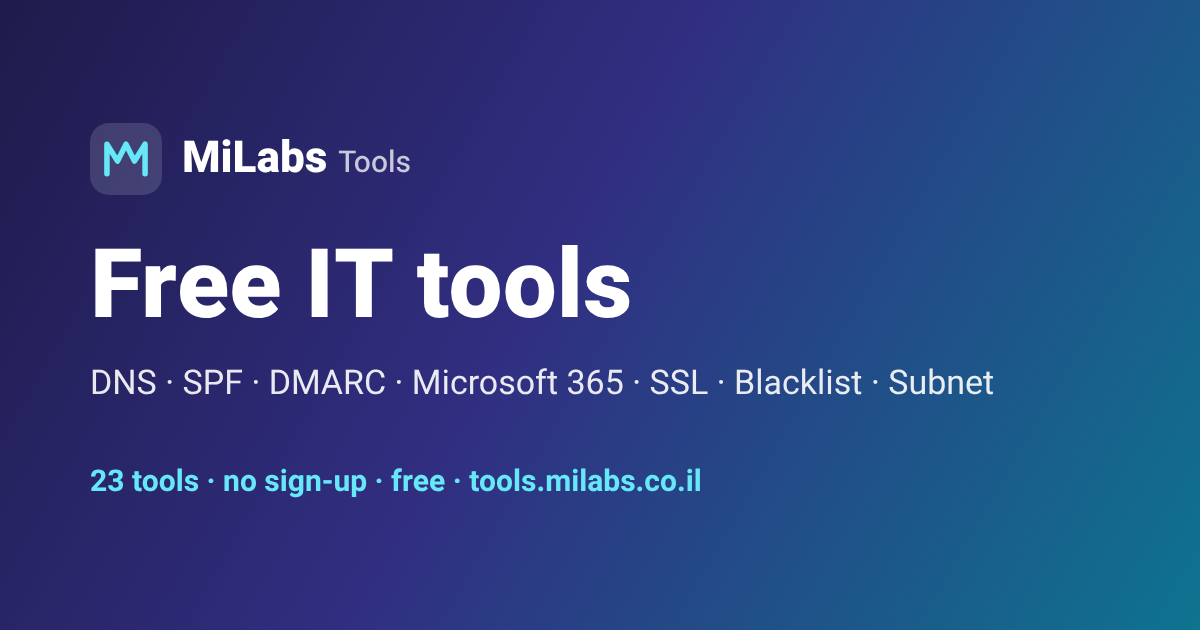 MiLabs Tools
Free IT tools
DNS · SPF · DMARC · Microsoft 365 · SSL · Blacklist · Subnet
23 tools · no sign-up · free · tools.milabs.co.il